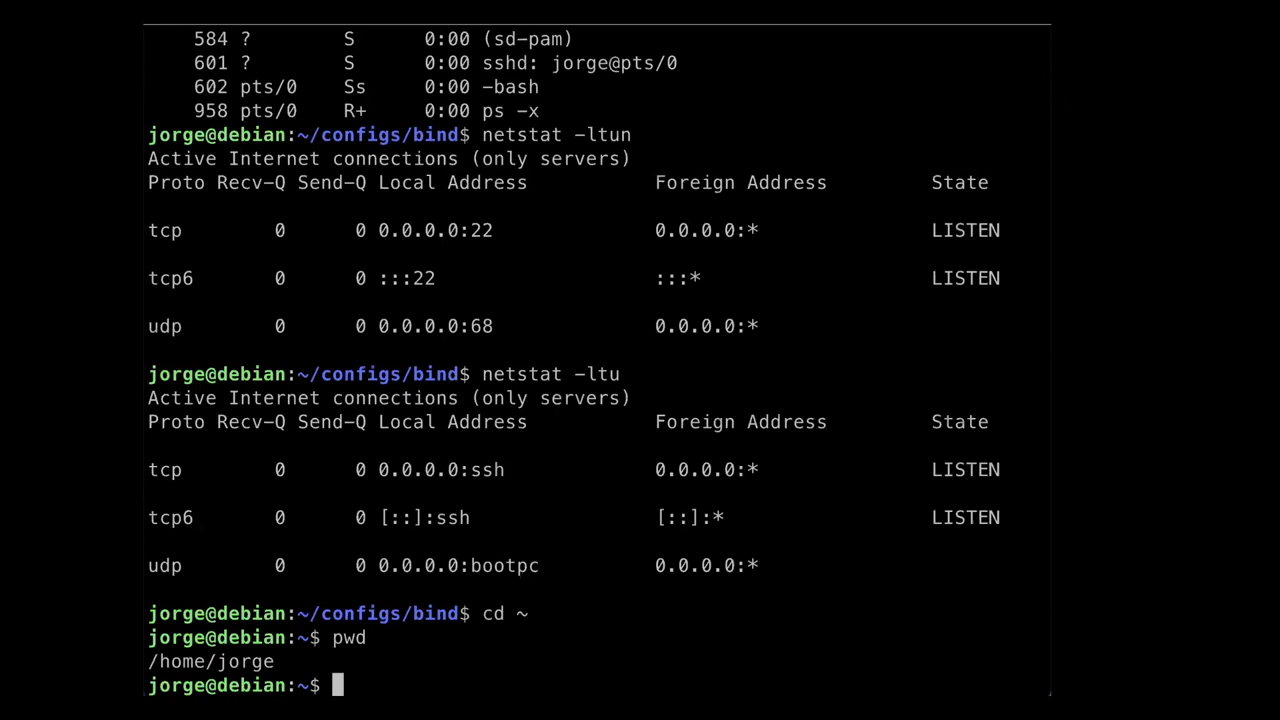 584 ?        S      0:00 (sd-pam)
601 ?        S      0:00 sshd: jorge@pts/0
602 pts/0    Ss     0:00 -bash
958 pts/0    R+     0:00 ps -x
jorge@debian:~/configs/bind$ netstat -ltun
Active Internet connections (only servers)
Proto Recv-Q Send-Q Local Address           Foreign Address         State
tcp        0      0 0.0.0.0:22              0.0.0.0:*               LISTEN
tcp6       0      0 :::22                   :::*                    LISTEN
udp        0      0 0.0.0.0:68              0.0.0.0:*
jorge@debian:~/configs/bind$ netstat -ltu
Active Internet connections (only servers)
Proto Recv-Q Send-Q Local Address           Foreign Address         State
tcp        0      0 0.0.0.0:ssh             0.0.0.0:*               LISTEN
tcp6       0      0 [::]:ssh                [::]:*                  LISTEN
udp        0      0 0.0.0.0:bootpc          0.0.0.0:*
jorge@debian:~/configs/bind$ cd ~
jorge@debian:~$ pwd
/home/jorge
jorge@debian:~$